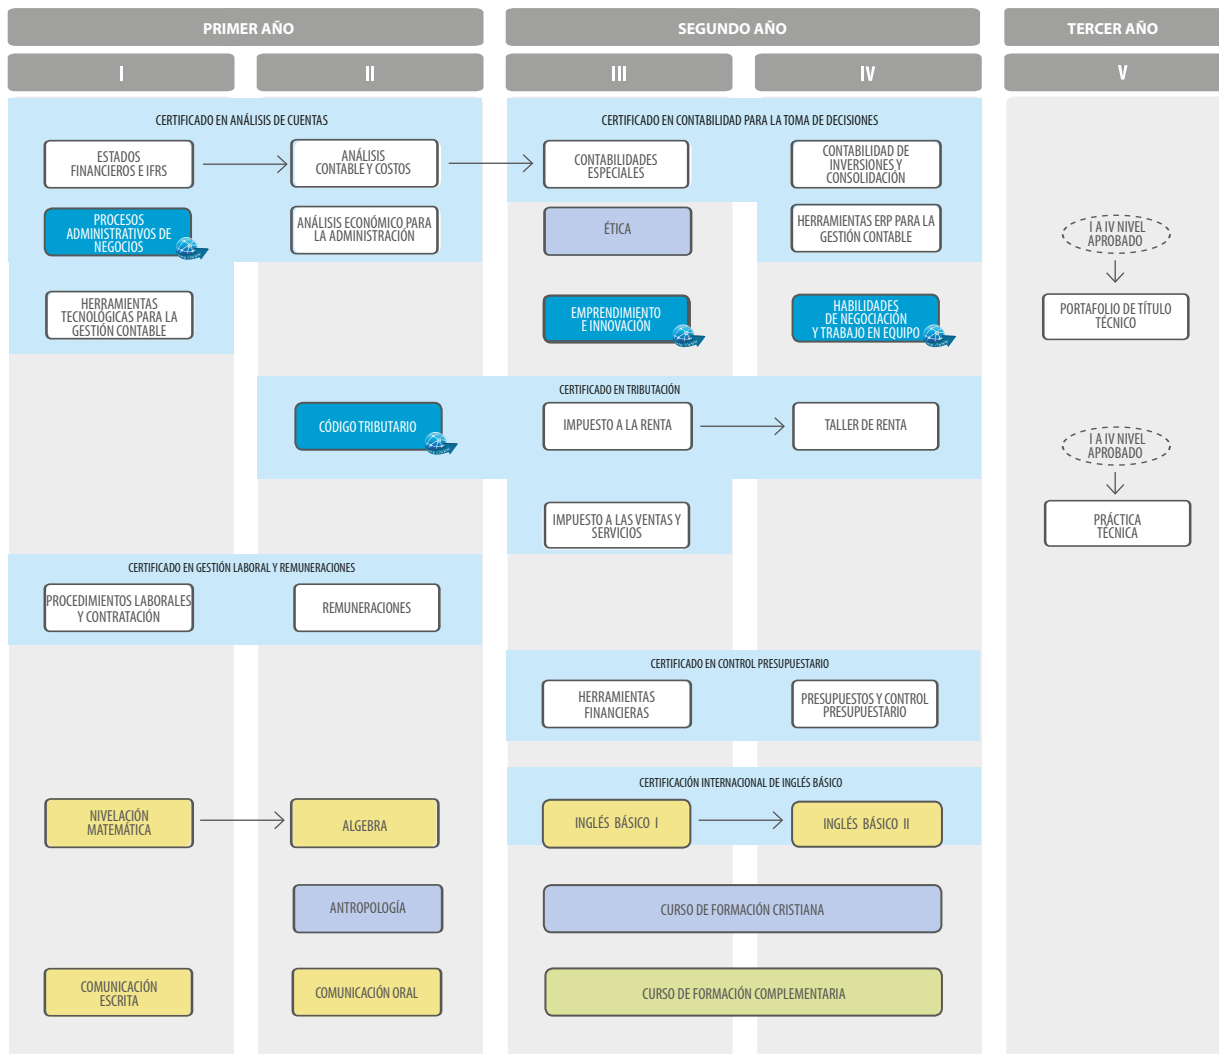 PRIMER AÑO
SEGUNDO AÑO
TERCER AÑO
I
II
III
IV
V
CERTIFICADO EN ANÁLISIS DE CUENTAS
CERTIFICADO EN CONTABILIDAD PARA LA TOMA DE DECISIONES
ESTADOS
FINANCIEROS E IFRS
ANÁLISIS
CONTABLE Y COSTOS
CONTABILIDADES
ESPECIALES
CONTABILIDAD DE
INVERSIONES Y
CONSOLIDACIÓN
PROCESOS
ADMINISTRATIVOS DE
NEGOCIOS
ANÁLISIS ECONÓMICO PARA
LA ADMINISTRACIÓN
ÉTICA
HERRAMIENTAS ERP PARA LA
GESTIÓN CONTABLE
I A IV NIVEL
APROBADO
HERRAMIENTAS
TECNOLÓGICAS PARA LA
GESTIÓN CONTABLE
EMPRENDIMIENTO
E INNOVACIÓN
HABILIDADES
DE NEGOCIACIÓN
Y TRABAJO EN EQUIPO
PORTAFOLIO DE TÍTULO
TÉCNICO
CERTIFICADO EN TRIBUTACIÓN
CÓDIGO TRIBUTARIO
IMPUESTO A LA RENTA
TALLER DE RENTA
I A IV NIVEL
APROBADO
IMPUESTO A LAS VENTAS Y
SERVICIOS
PRÁCTICA
TÉCNICA
CERTIFICADO EN GESTIÓN LABORAL Y REMUNERACIONES
PROCEDIMIENTOS LABORALES
Y CONTRATACIÓN
REMUNERACIONES
CERTIFICADO EN CONTROL PRESUPUESTARIO
HERRAMIENTAS
FINANCIERAS
PRESUPUESTOS Y CONTROL
PRESUPUESTARIO
CERTIFICACIÓN INTERNACIONAL DE INGLÉS BÁSICO
NIVELACIÓN
MATEMÁTICA
ALGEBRA
INGLÉS BÁSICO I
INGLÉS BÁSICO II
ANTROPOLOGÍA
CURSO DE FORMACIÓN CRISTIANA
COMUNICACIÓN
ESCRITA
COMUNICACIÓN ORAL
CURSO DE FORMACIÓN COMPLEMENTARIA